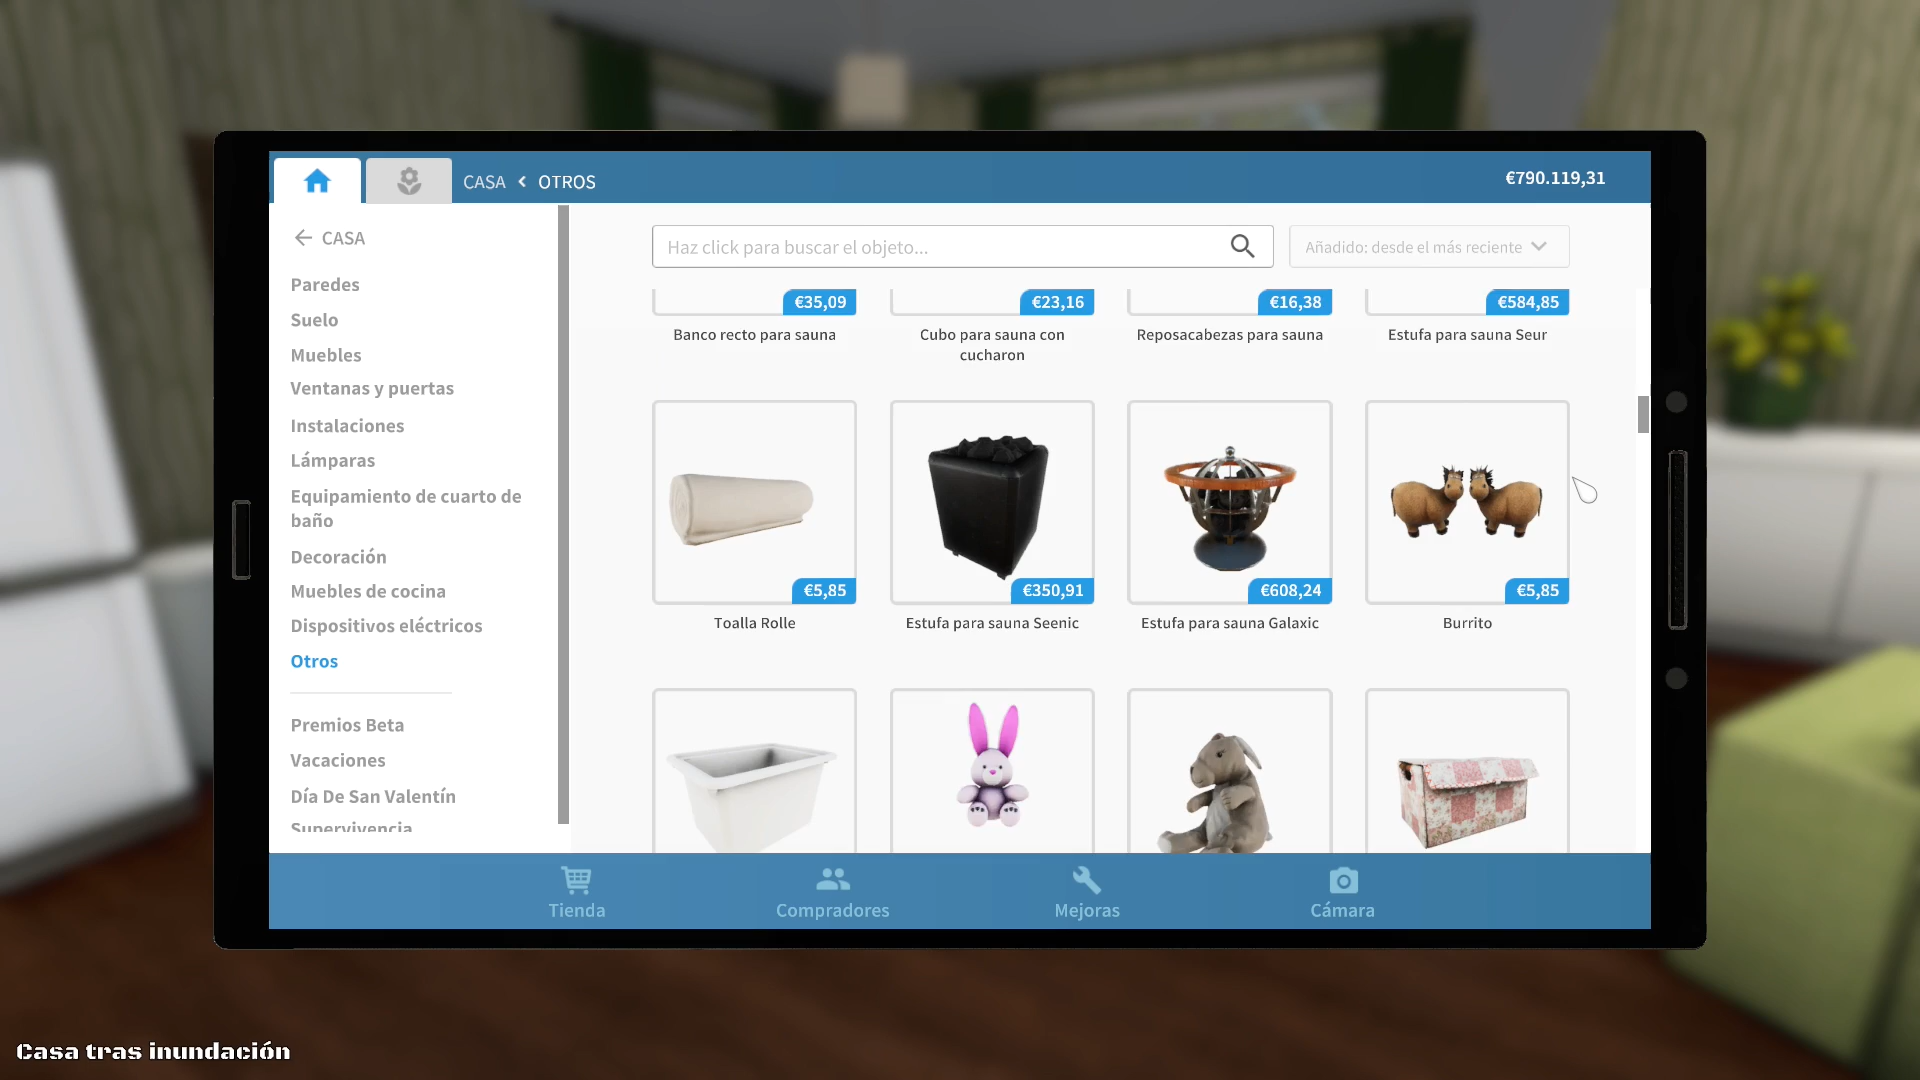 CASA < OTROS
€790.119,31
CASA
Haz click para buscar el objeto...
Añadido: desde el más reciente
Paredes
Suelo
Muebles
Ventanas y puertas
Instalaciones
Lámparas
Equipamiento de cuarto de
baño
Decoración
Muebles de cocina
Dispositivos eléctricos
Otros
Premios Beta
Vacaciones
Día De San Valentín
Supervivencia
€35,09
€23,16
€16,38
€584,85
Banco recto para sauna
Cubo para sauna con
cucharon
Reposacabezas para sauna
Estufa para sauna Seur
€5,85
€350,91
€608,24
€5,85
Toalla Rolle
Estufa para sauna Seenic
Estufa para sauna Galaxic
Burrito
Tienda
Compradores
Mejoras
Cámara
Casa tras inundación